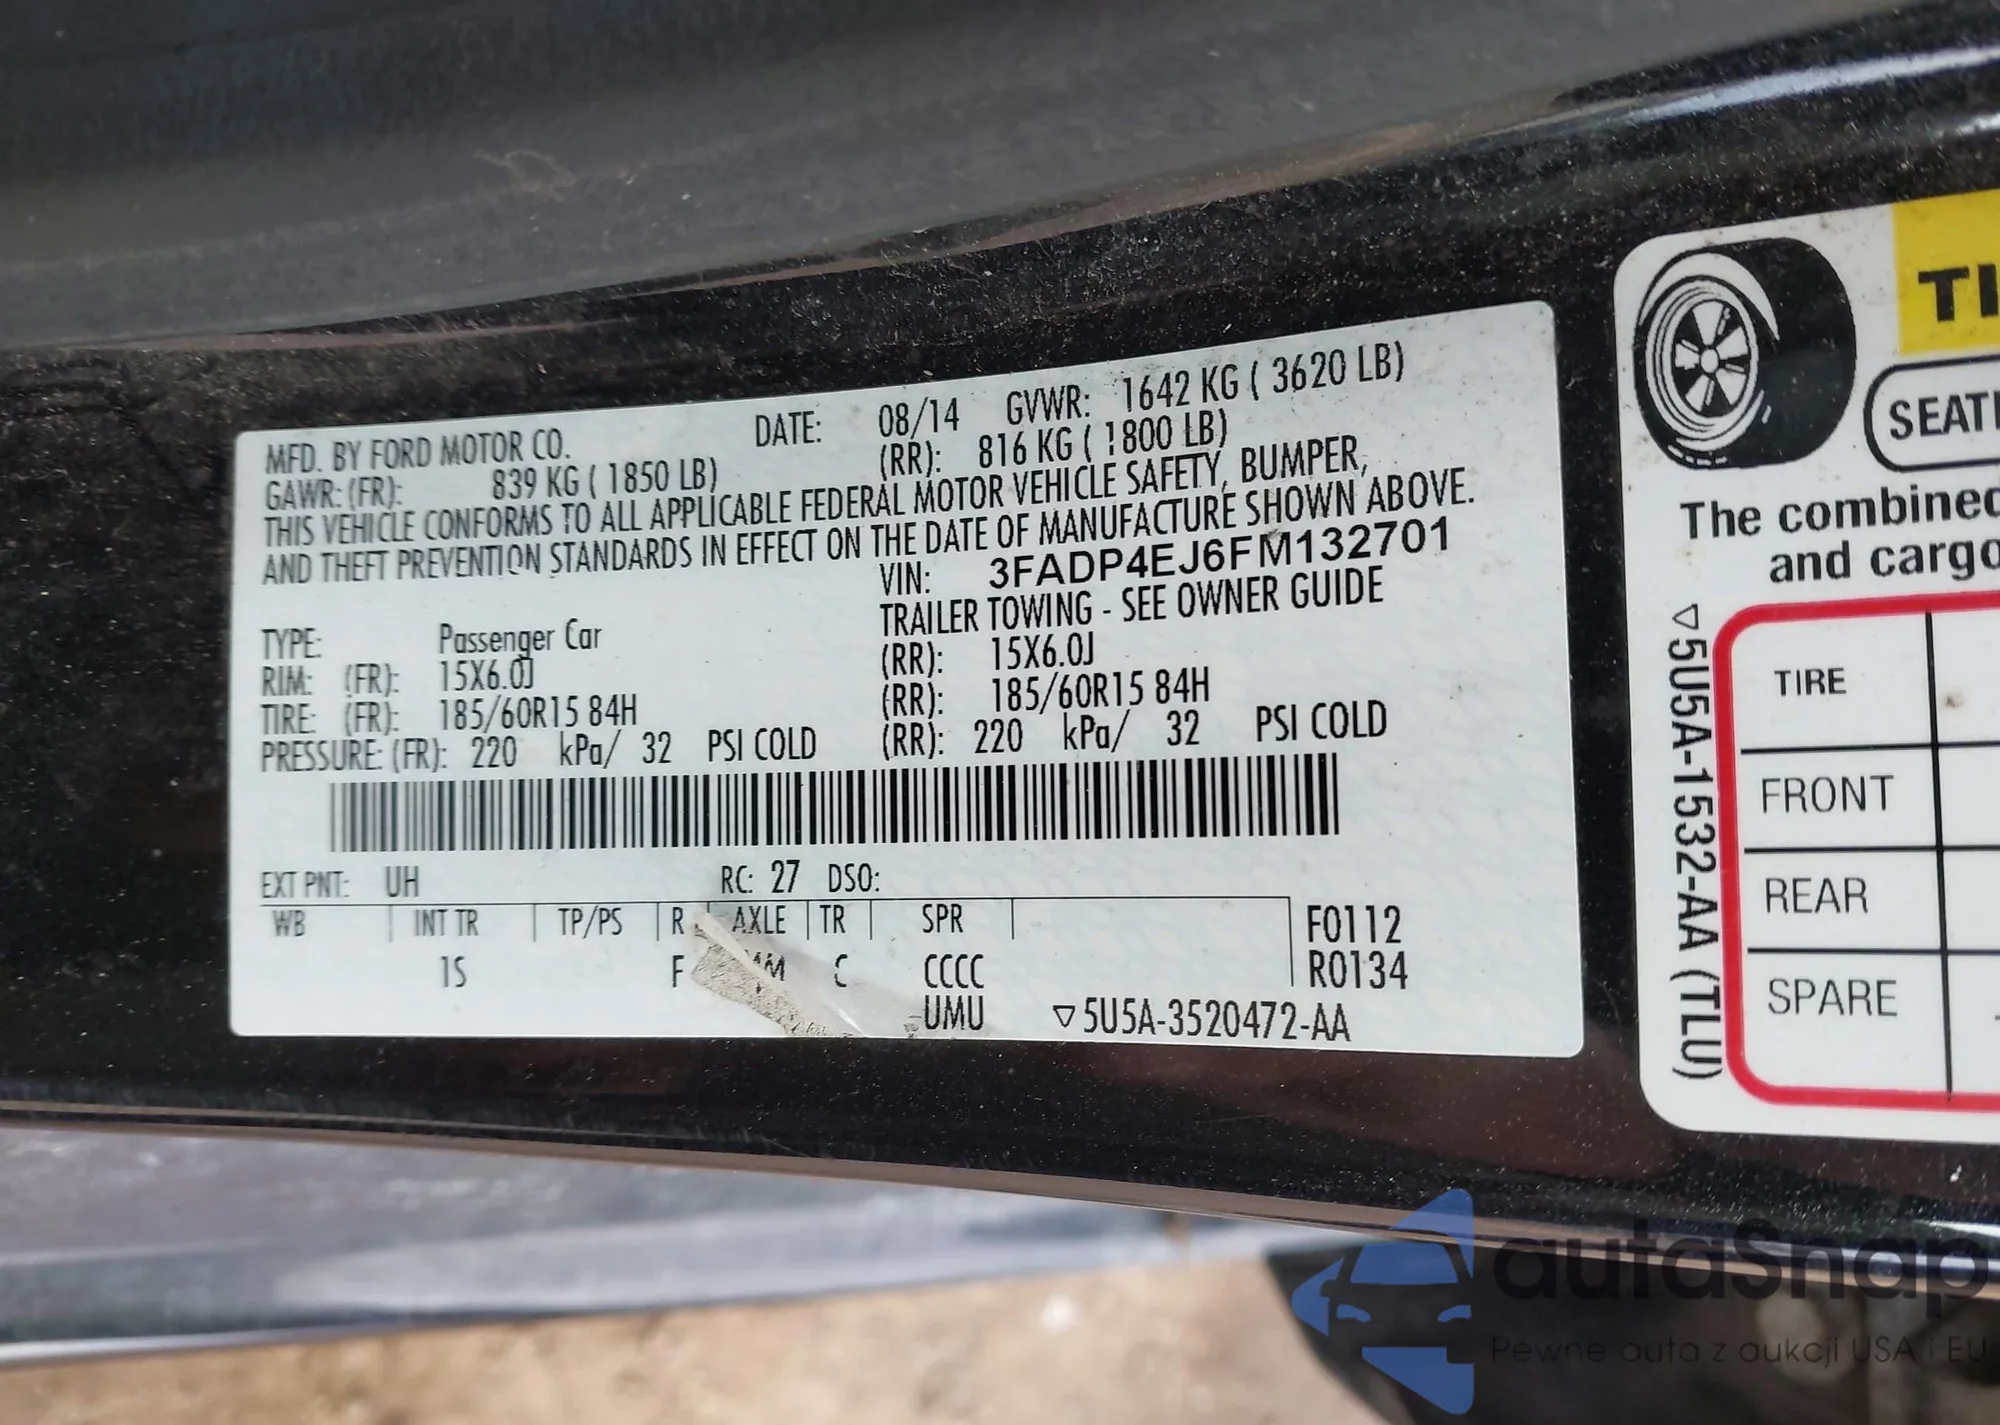 MFD. BY FORD MOTOR CO. DATE: 08/14 GVWR: 1642 KG ( 3620 LB)
GAWR: (FR): 839 KG ( 1850 LB) (RR): 816 KG ( 1800 LB)
THIS VEHICLE CONFORMS TO ALL APPLICABLE FEDERAL MOTOR VEHICLE SAFETY, BUMPER,
AND THEFT PREVENTION STANDARDS IN EFFECT ON THE DATE OF MANUFACTURE SHOWN ABOVE.
VIN: 3FADP4EJ6FM132701
TYPE: Passenger Car TRAILER TOWING - SEE OWNER GUIDE
RIM: (FR): 15X6.0J (RR): 15X6.0J
TIRE: (FR): 185/60R15 84H (RR): 185/60R15 84H
PRESSURE: (FR): 220 kPa/ 32 PSI COLD (RR): 220 kPa/ 32 PSI COLD
EXT PNT: UH RC: 27 DSO:
WB INT TR TP/PS R AXLE TR SPR F0112
1S F C CCCC R0134
UMU ▽5U5A-3520472-AA
TI
SEATI
The combined
and cargo
▽5U5A-1532-AA (TLU)
TIRE
FRONT
REAR
SPARE
autaSnap
Pewne auta z aukcji USA i EU